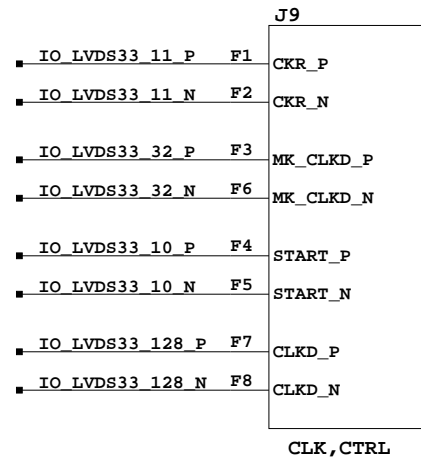 J9
IO_LVDS33_11_P F1 CKR_P
IO_LVDS33_11_N F2 CKR_N
IO_LVDS33_32_P F3 MK_CLKD_P
IO_LVDS33_32_N F6 MK_CLKD_N
IO_LVDS33_10_P F4 START_P
IO_LVDS33_10_N F5 START_N
IO_LVDS33_128_P F7 CLKD_P
IO_LVDS33_128_N F8 CLKD_N
CLK,CTRL